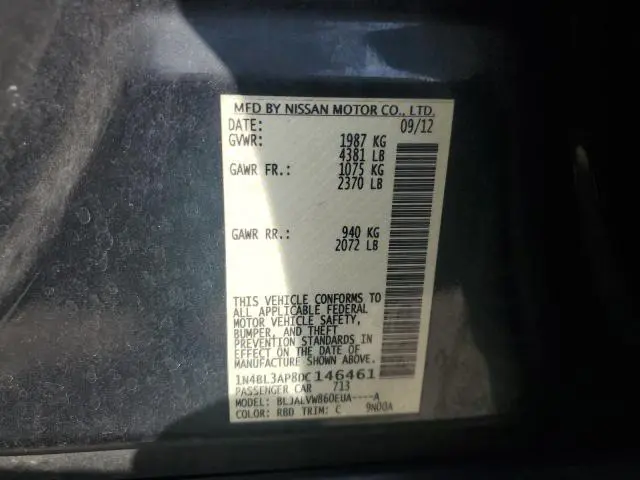 MFD BY NISSAN MOTOR CO., LTD.
DATE: 09/12
GVWR: 1987 KG
4381 LB
GAWR FR.: 1075 KG
2370 LB
GAWR RR.: 940 KG
2072 LB
THIS VEHICLE CONFORMS TO
ALL APPLICABLE FEDERAL
MOTOR VEHICLE SAFETY,
BUMPER, AND THEFT
PREVENTION STANDARDS IN
EFFECT ON THE DATE OF
MANUFACTURE SHOWN ABOVE.
1N4BL3AP8DC146461
PASSENGER CAR 713
MODEL: BLJALVW860EUA----A
COLOR: RBD TRIM: C 9N00A